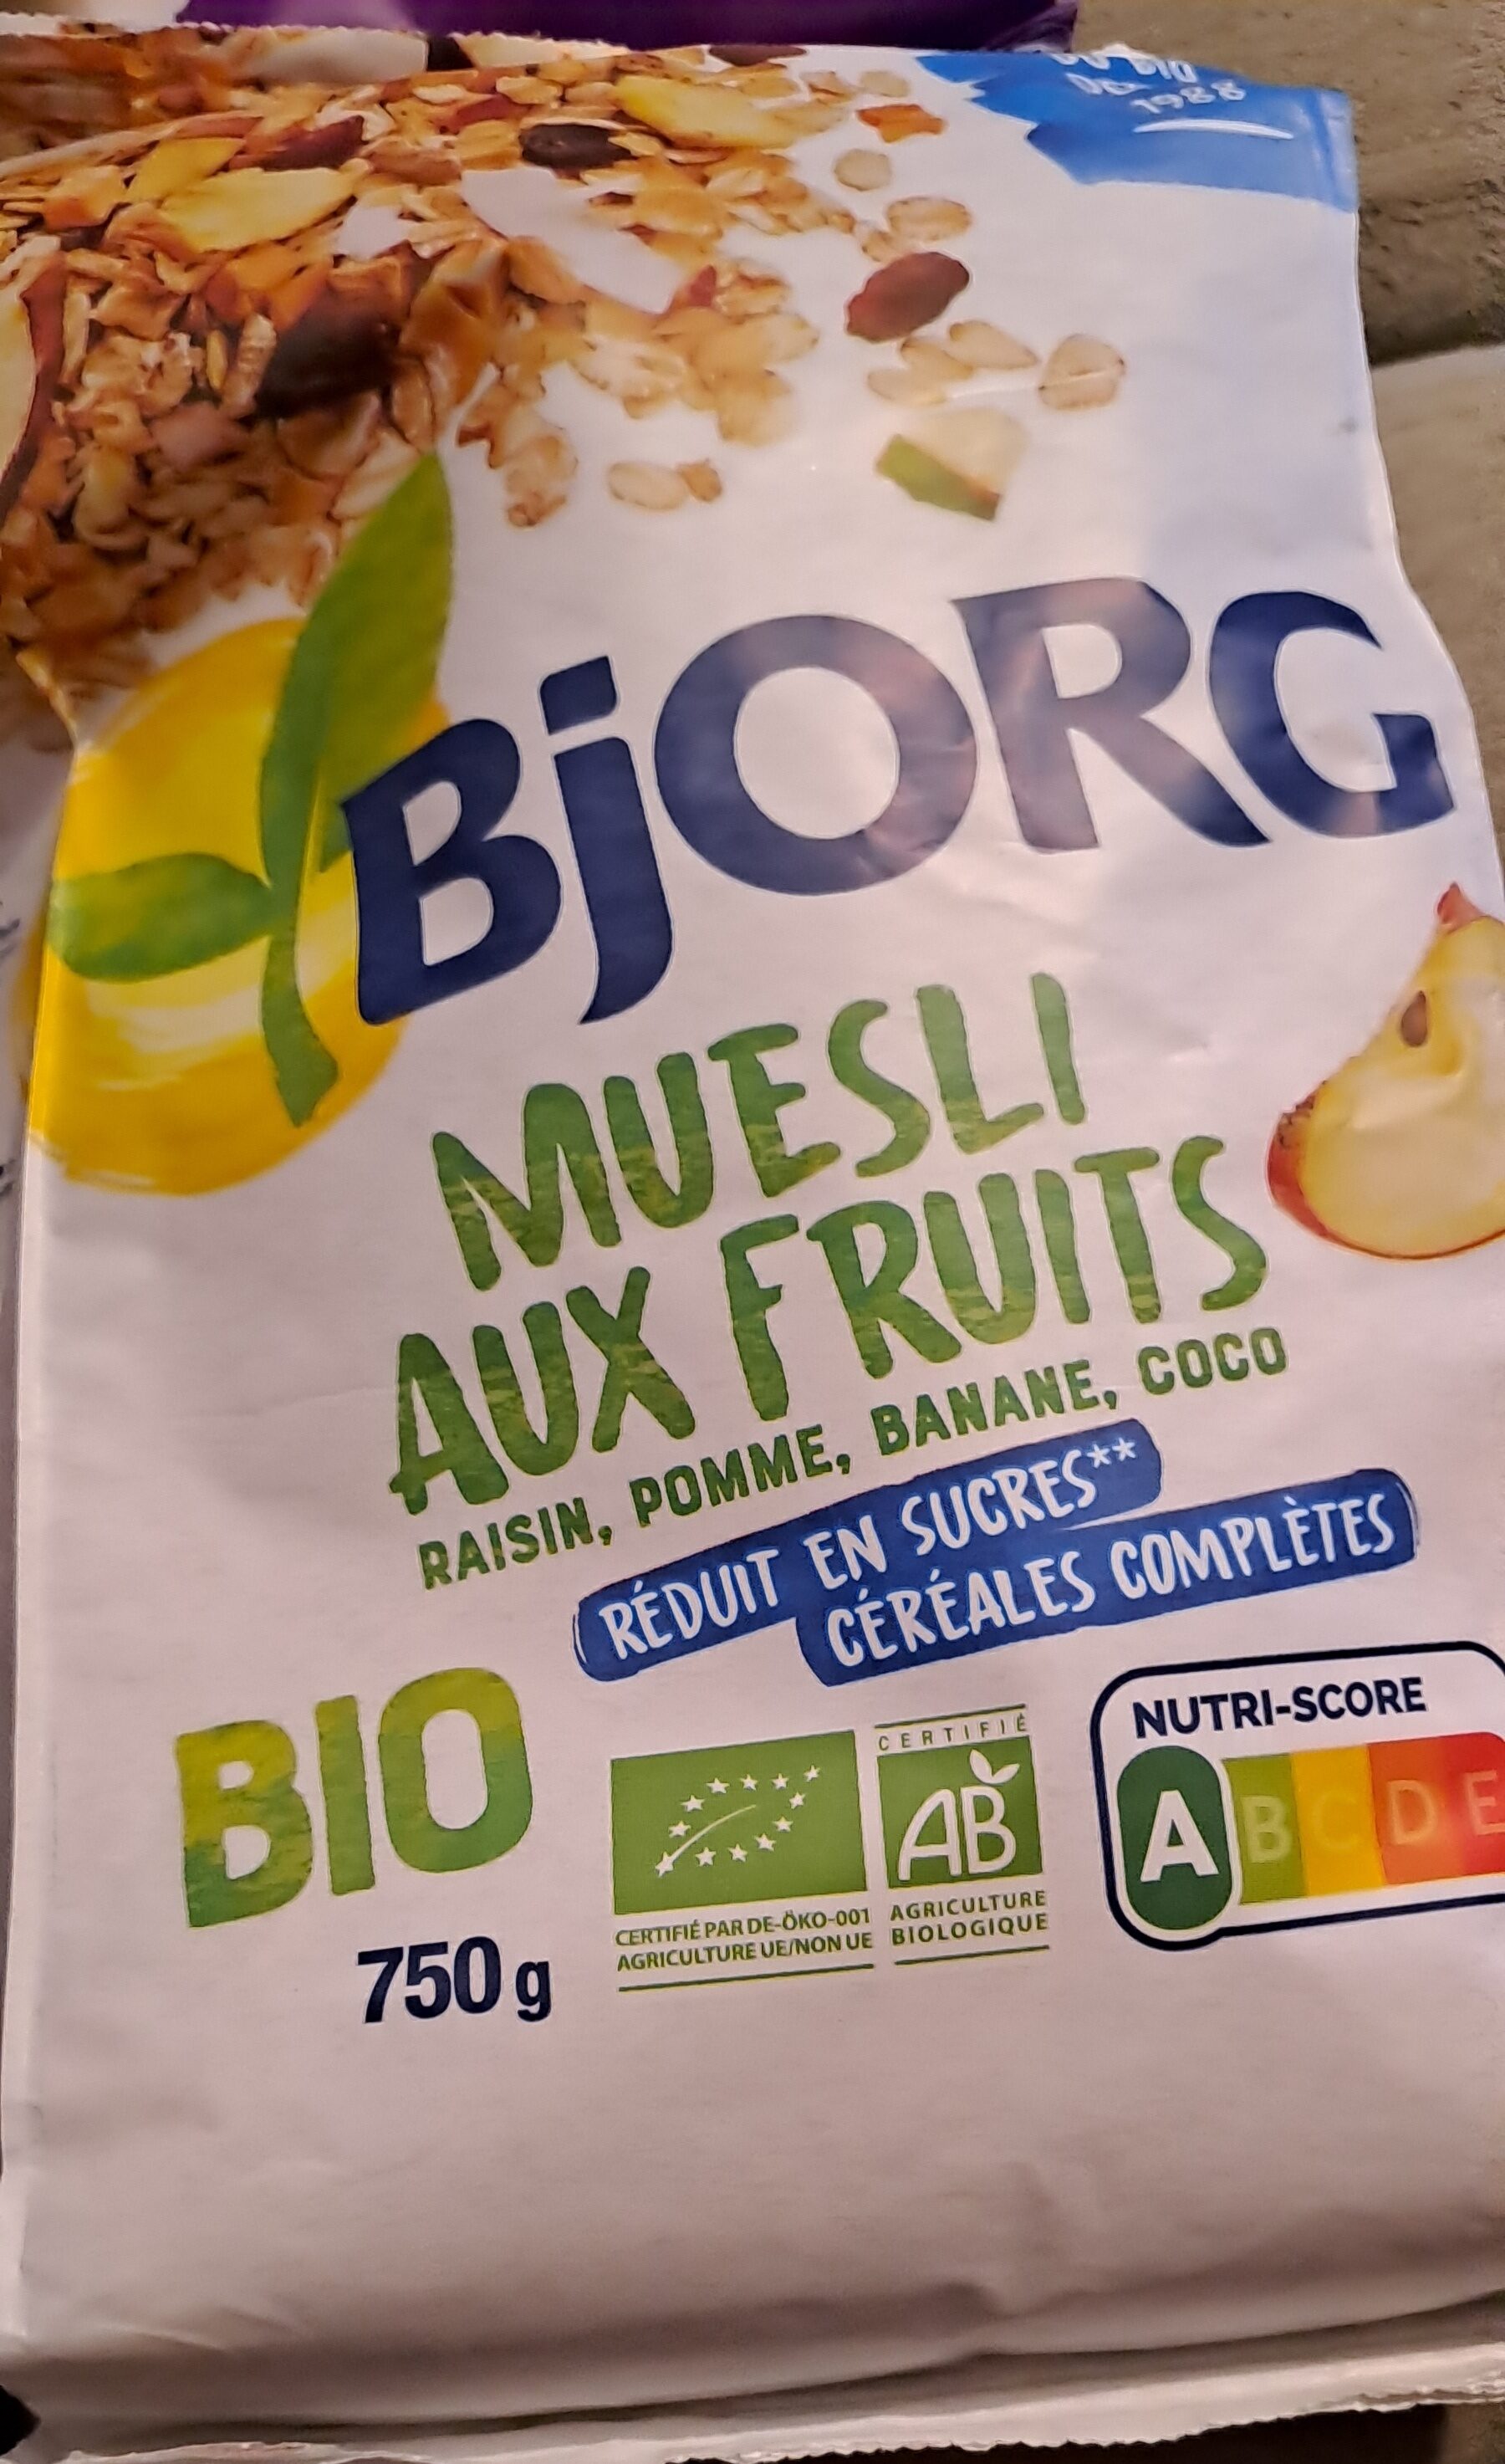 1988
BjORG
MUESLI
AUX FRUITS
RAISIN, POMME, BANANE, COCO
RÉDUIT EN SUCRES**
CÉRÉALES COMPLÈTES
BIO
750 g
CERTIFIÉ PAR DE-ÖKO-001
AGRICULTURE UE/NON UE
CERTIFIÉ
AB
AGRICULTURE
BIOLOGIQUE
NUTRI-SCORE
A B C D E